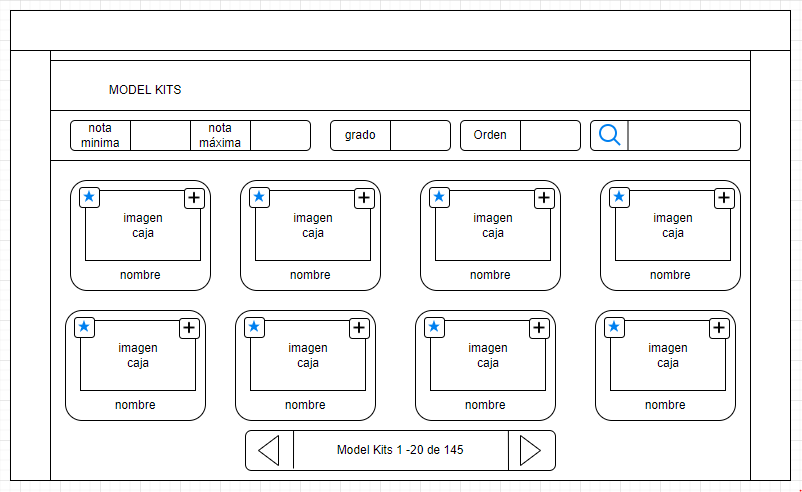 MODEL KITS
nota
minima
nota
máxima
grado
Orden
imagen
caja
nombre
imagen
caja
nombre
imagen
caja
nombre
imagen
caja
nombre
imagen
caja
nombre
imagen
caja
nombre
imagen
caja
nombre
imagen
caja
nombre
Model Kits 1 -20 de 145